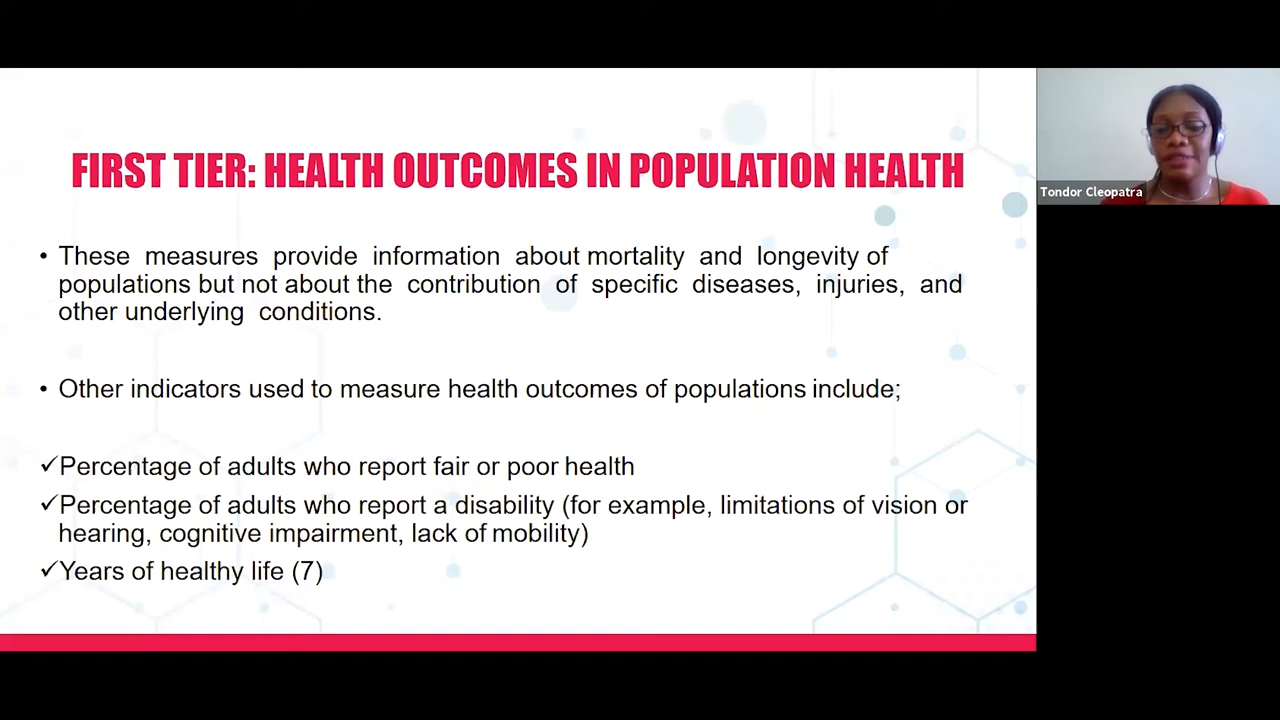 FIRST TIER: HEALTH OUTCOMES IN POPULATION HEALTH
• These measures provide information about mortality and longevity of
populations but not about the contribution of specific diseases, injuries, and
other underlying conditions.
• Other indicators used to measure health outcomes of populations include;
✓Percentage of adults who report fair or poor health
✓Percentage of adults who report a disability (for example, limitations of vision or
hearing, cognitive impairment, lack of mobility)
✓Years of healthy life (7)
Tondor Cleopatra